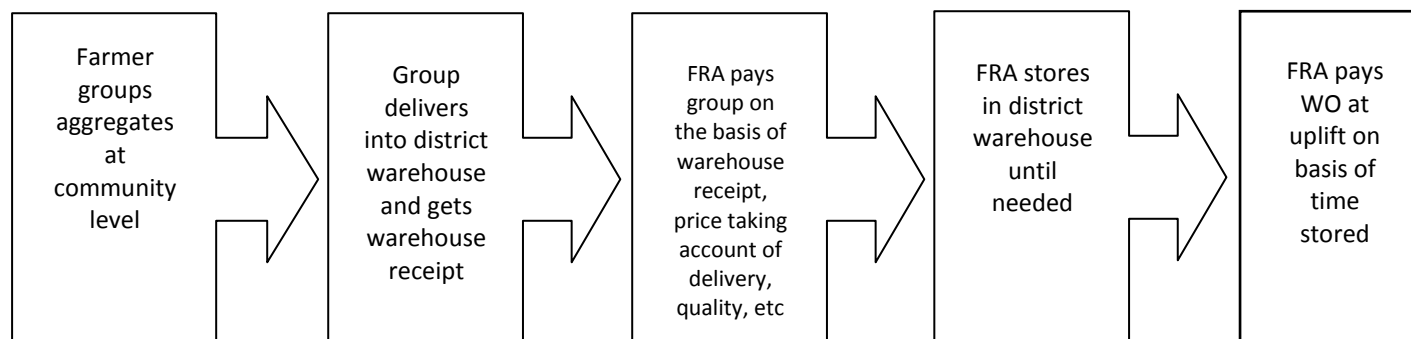 Farmer
groups
aggregates
at
community
level
Group
delivers
into district
warehouse
and gets
warehouse
receipt
FRA pays
group on
the basis of
warehouse
receipt,
price taking
account of
delivery,
quality, etc
FRA stores
in district
warehouse
until
needed
FRA pays
WO at
uplift on
basis of
time
stored